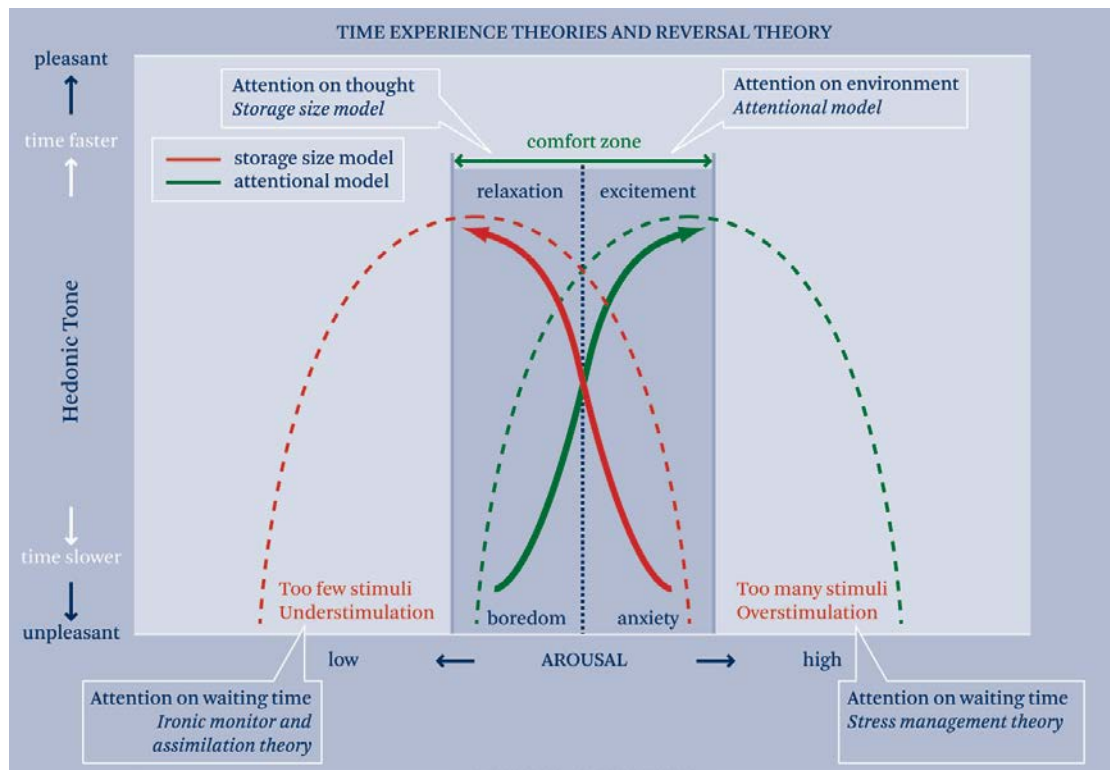 TIME EXPERIENCE THEORIES AND REVERSAL THEORY
pleasant
time faster
Hedonic Tone
time slower
unpleasant
Attention on thought
Storage size model
Attention on environment
Attentional model
storage size model
attentional model
comfort zone
relaxation
excitement
Too few stimuli
Understimulation
boredom
anxiety
Too many stimuli
Overstimulation
low
AROUSAL
high
Attention on waiting time
Ironic monitor and
assimilation theory
Attention on waiting time
Stress management theory